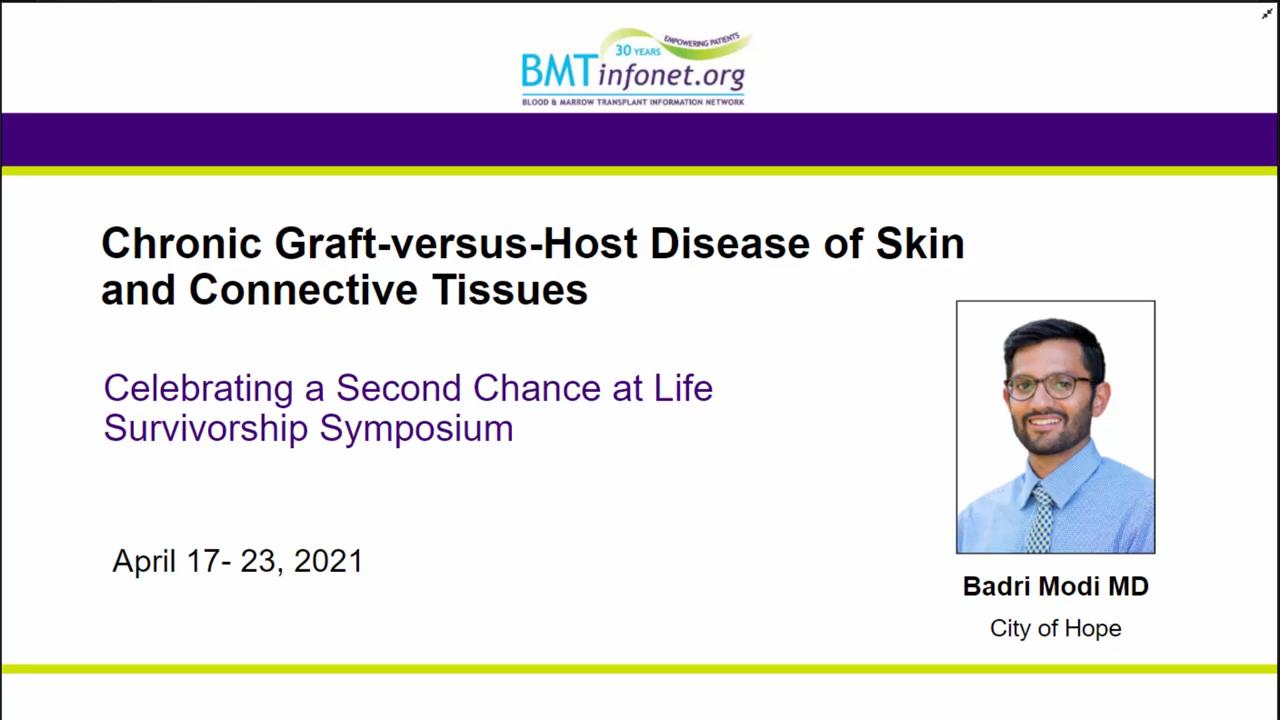 30 YEARS
EMPOWERING PATIENTS
BMTinfonet.org
BLOOD & MARROW TRANSPLANT INFORMATION NETWORK
Chronic Graft-versus-Host Disease of Skin
and Connective Tissues
Celebrating a Second Chance at Life
Survivorship Symposium
April 17- 23, 2021
Badri Modi MD
City of Hope